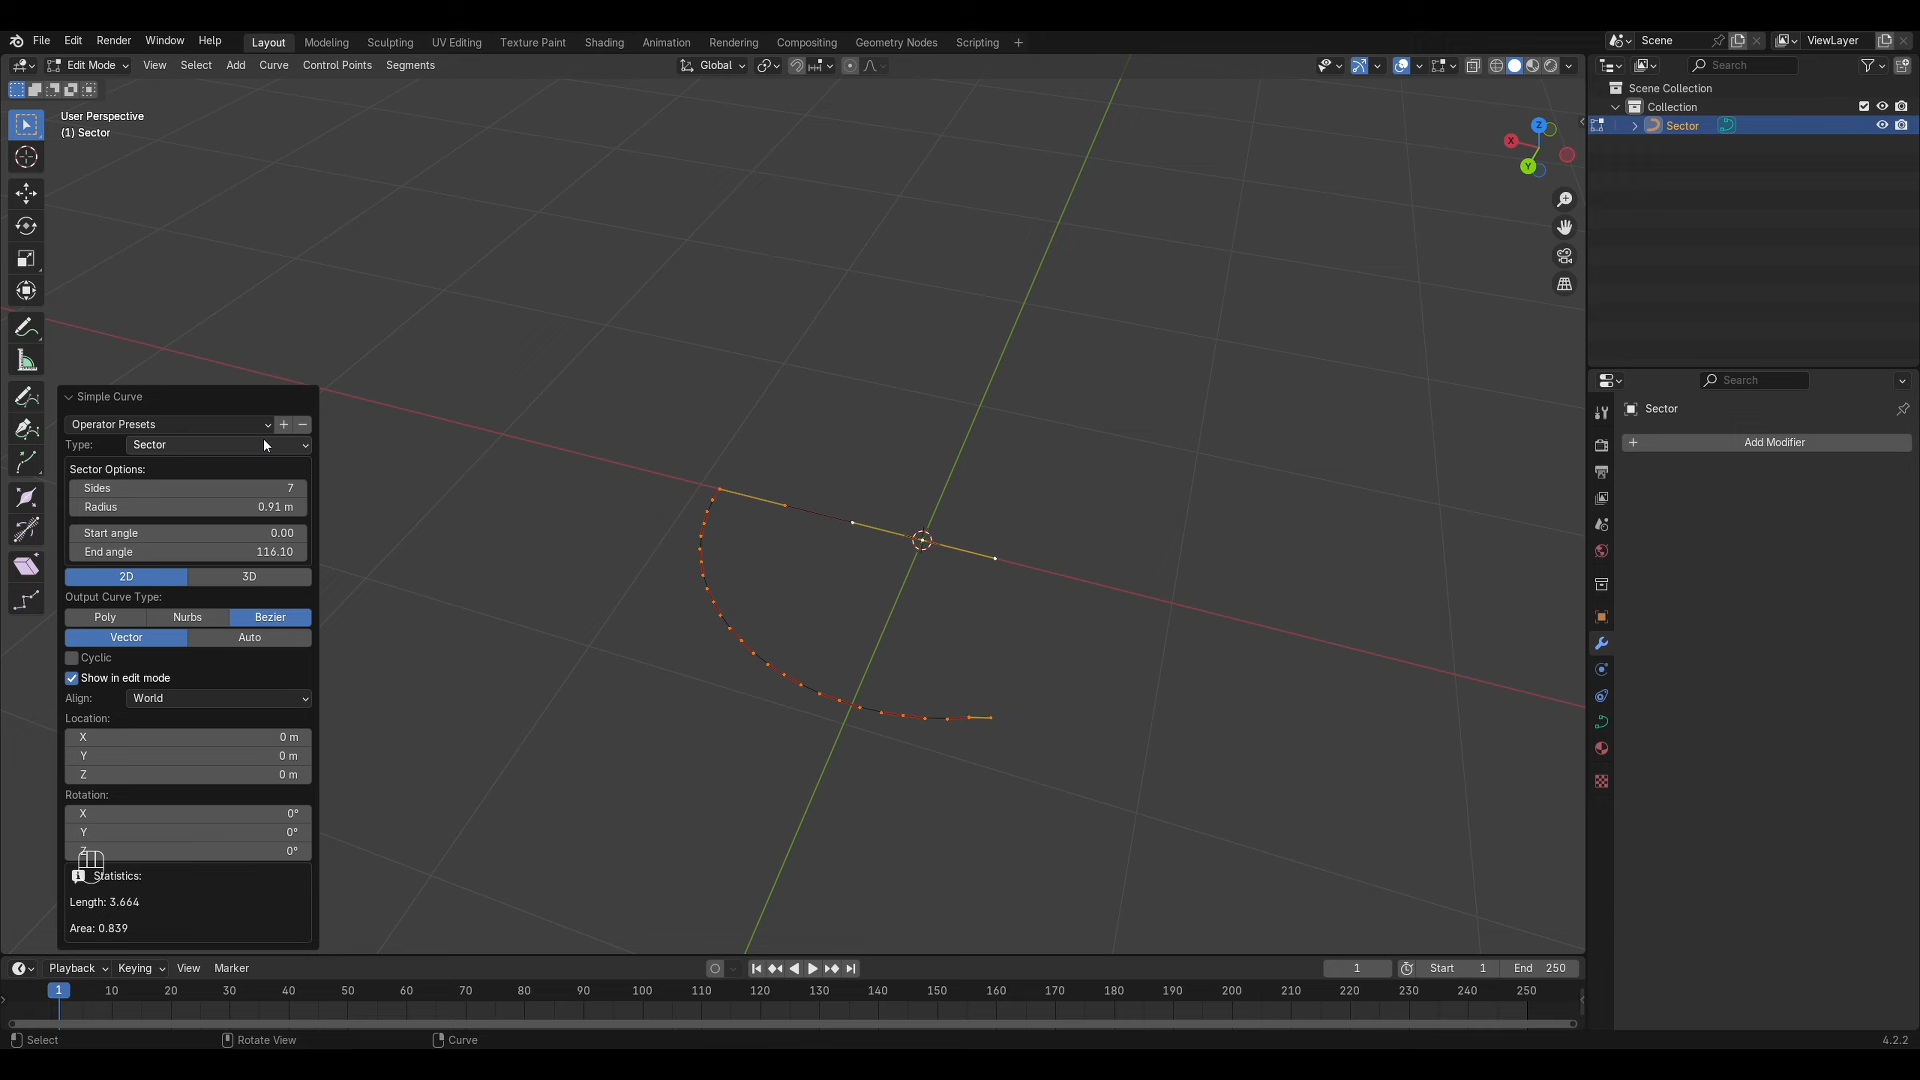 File Edit Render Window Help Layout Modeling Sculpting UV Editing Texture Paint Shading Animation Rendering Compositing Geometry Nodes Scripting + Scene ViewLayer
Edit Mode View Select Add Curve Control Points Segments Global Search
User Perspective
(1) Sector
Scene Collection
Collection
Sector
Z
X
Y
Search
Sector
+ Add Modifier
Simple Curve
Operator Presets + −
Type: Sector
Sector Options:
Sides 7
Radius 0.91 m
Start angle 0.00
End angle 116.10
2D 3D
Output Curve Type:
Poly Nurbs Bezier
Vector Auto
Cyclic
Show in edit mode
Align: World
Location:
X 0 m
Y 0 m
Z 0 m
Rotation:
X 0°
Y 0°
Z 0°
Statistics:
Length: 3.664
Area: 0.839
Playback Keying View Marker 1 Start 1 End 250
1 10 20 30 40 50 60 70 80 90 100 110 120 130 140 150 160 170 180 190 200 210 220 230 240 250
Select Rotate View Curve 4.2.2